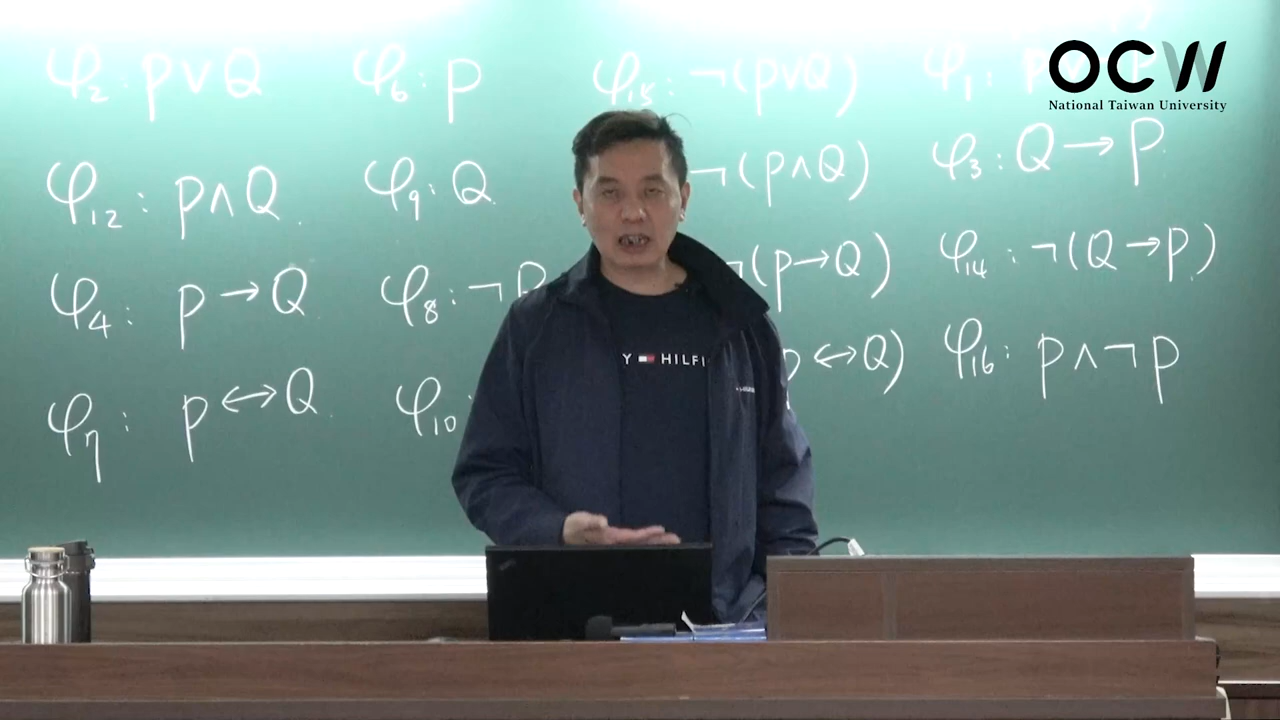 φ₂: P∨Q
φ₁₂: P∧Q
φ₄: P→Q
φ₇: P↔Q
φ₆: P
φ₉: Q
φ₈: ¬P
φ₁₀:
φ₁₅: ¬(P∨Q)
¬(P∧Q)
¬(P→Q)
↔Q)
φ₁:
φ₃: Q→P
φ₁₄: ¬(Q→P)
φ₁₆: P∧¬P
OCW
National Taiwan University
Y HILFI